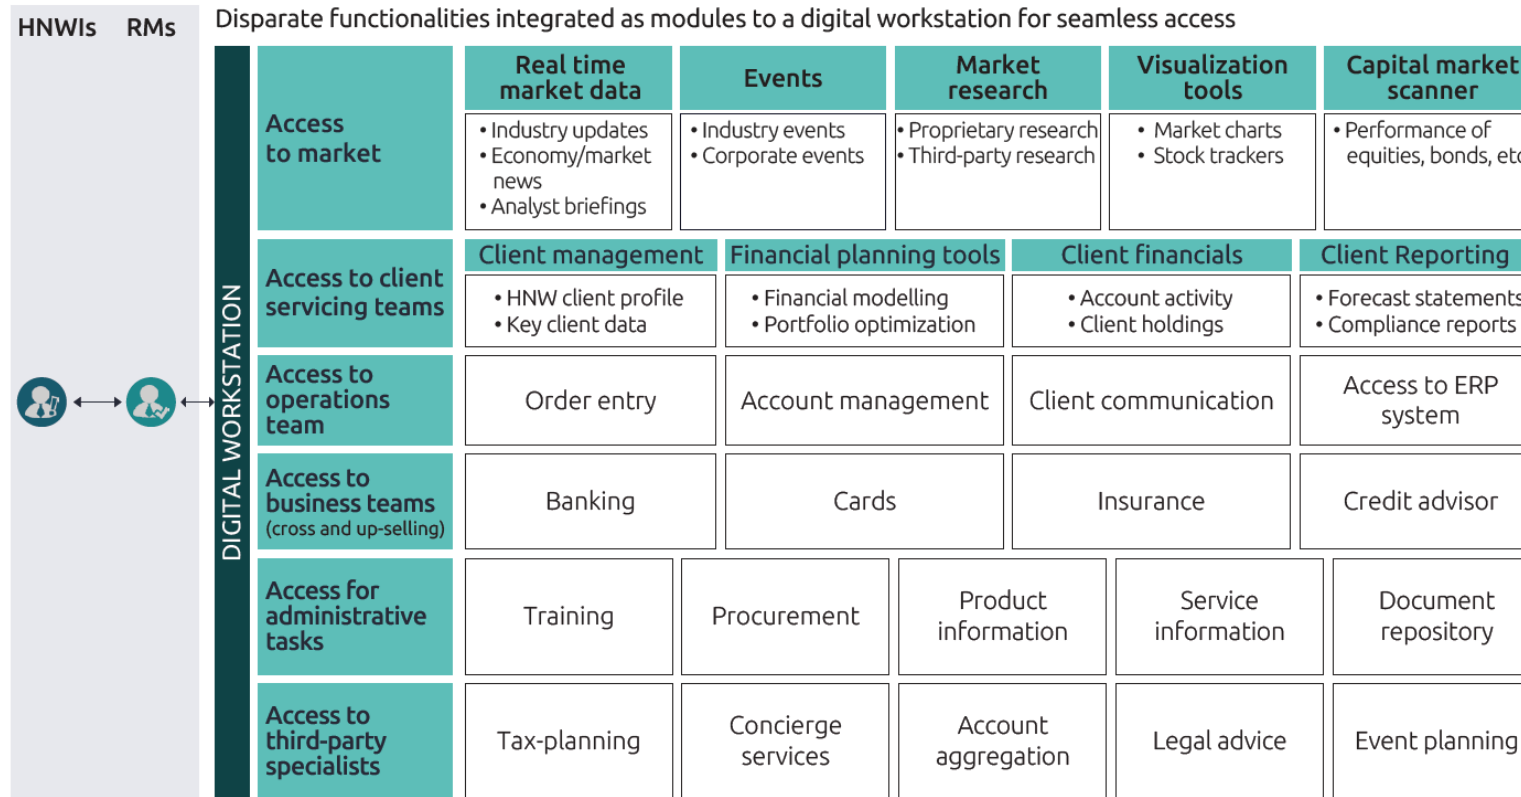 HNWIs RMs
Disparate functionalities integrated as modules to a digital workstation for seamless access
DIGITAL WORKSTATION
Access
to market
Real time
market data
• Industry updates
• Economy/market
news
• Analyst briefings
Events
• Industry events
• Corporate events
Market
research
• Proprietary research
• Third-party research
Visualization
tools
• Market charts
• Stock trackers
Capital market
scanner
• Performance of
equities, bonds, etc
Access to client
servicing teams
Client management
• HNW client profile
• Key client data
Financial planning tools
• Financial modelling
• Portfolio optimization
Client financials
• Account activity
• Client holdings
Client Reporting
• Forecast statements
• Compliance reports
Access to
operations
team
Order entry
Account management
Client communication
Access to ERP
system
Access to
business teams
(cross and up-selling)
Banking
Cards
Insurance
Credit advisor
Access for
administrative
tasks
Training
Procurement
Product
information
Service
information
Document
repository
Access to
third-party
specialists
Tax-planning
Concierge
services
Account
aggregation
Legal advice
Event planning